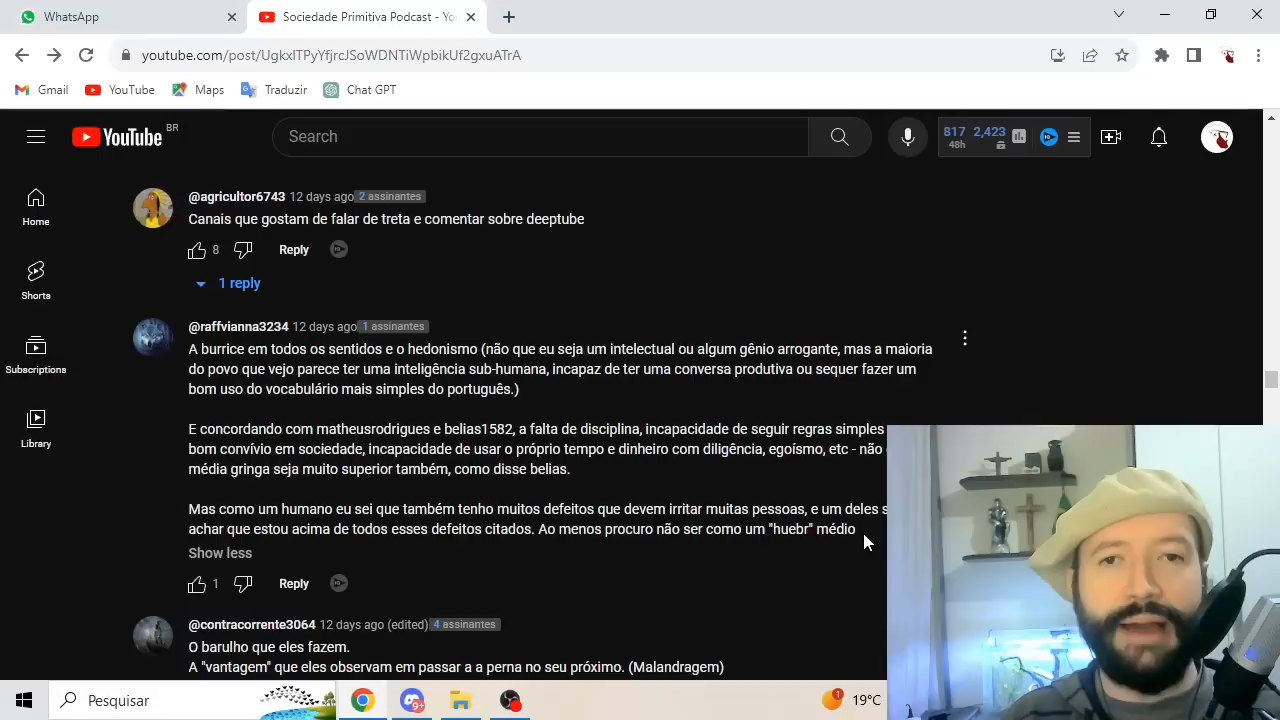 WhatsApp
Sociedade Primitiva Podcast - Yo
youtube.com/post/UgkxlTPyYfjrcJSoWDNTiWpbikUf2gxuATrA
Gmail
YouTube
Maps
Traduzir
Chat GPT
YouTube BR
Search
817 2,423
48h
@agricultor6743 12 days ago 2 assinantes
Canais que gostam de falar de treta e comentar sobre deeptube
8 Reply
1 reply
Home
Shorts
Subscriptions
Library
@raffvianna3234 12 days ago 1 assinantes
A burrice em todos os sentidos e o hedonismo (não que eu seja um intelectual ou algum gênio arrogante, mas a maioria
do povo que vejo parece ter uma inteligência sub-humana, incapaz de ter uma conversa produtiva ou sequer fazer um
bom uso do vocabulário mais simples do português.)
E concordando com matheusrodrigues e belias1582, a falta de disciplina, incapacidade de seguir regras simples
bom convívio em sociedade, incapacidade de usar o próprio tempo e dinheiro com diligência, egoísmo, etc - não
média gringa seja muito superior também, como disse belias.
Mas como um humano eu sei que também tenho muitos defeitos que devem irritar muitas pessoas, e um deles s
achar que estou acima de todos esses defeitos citados. Ao menos procuro não ser como um "huebr" médio
Show less
1 Reply
@contracorrente3064 12 days ago (edited) 4 assinantes
O barulho que eles fazem.
A "vantagem" que eles observam em passar a a perna no seu próximo. (Malandragem)
Pesquisar
9+
1
19°C